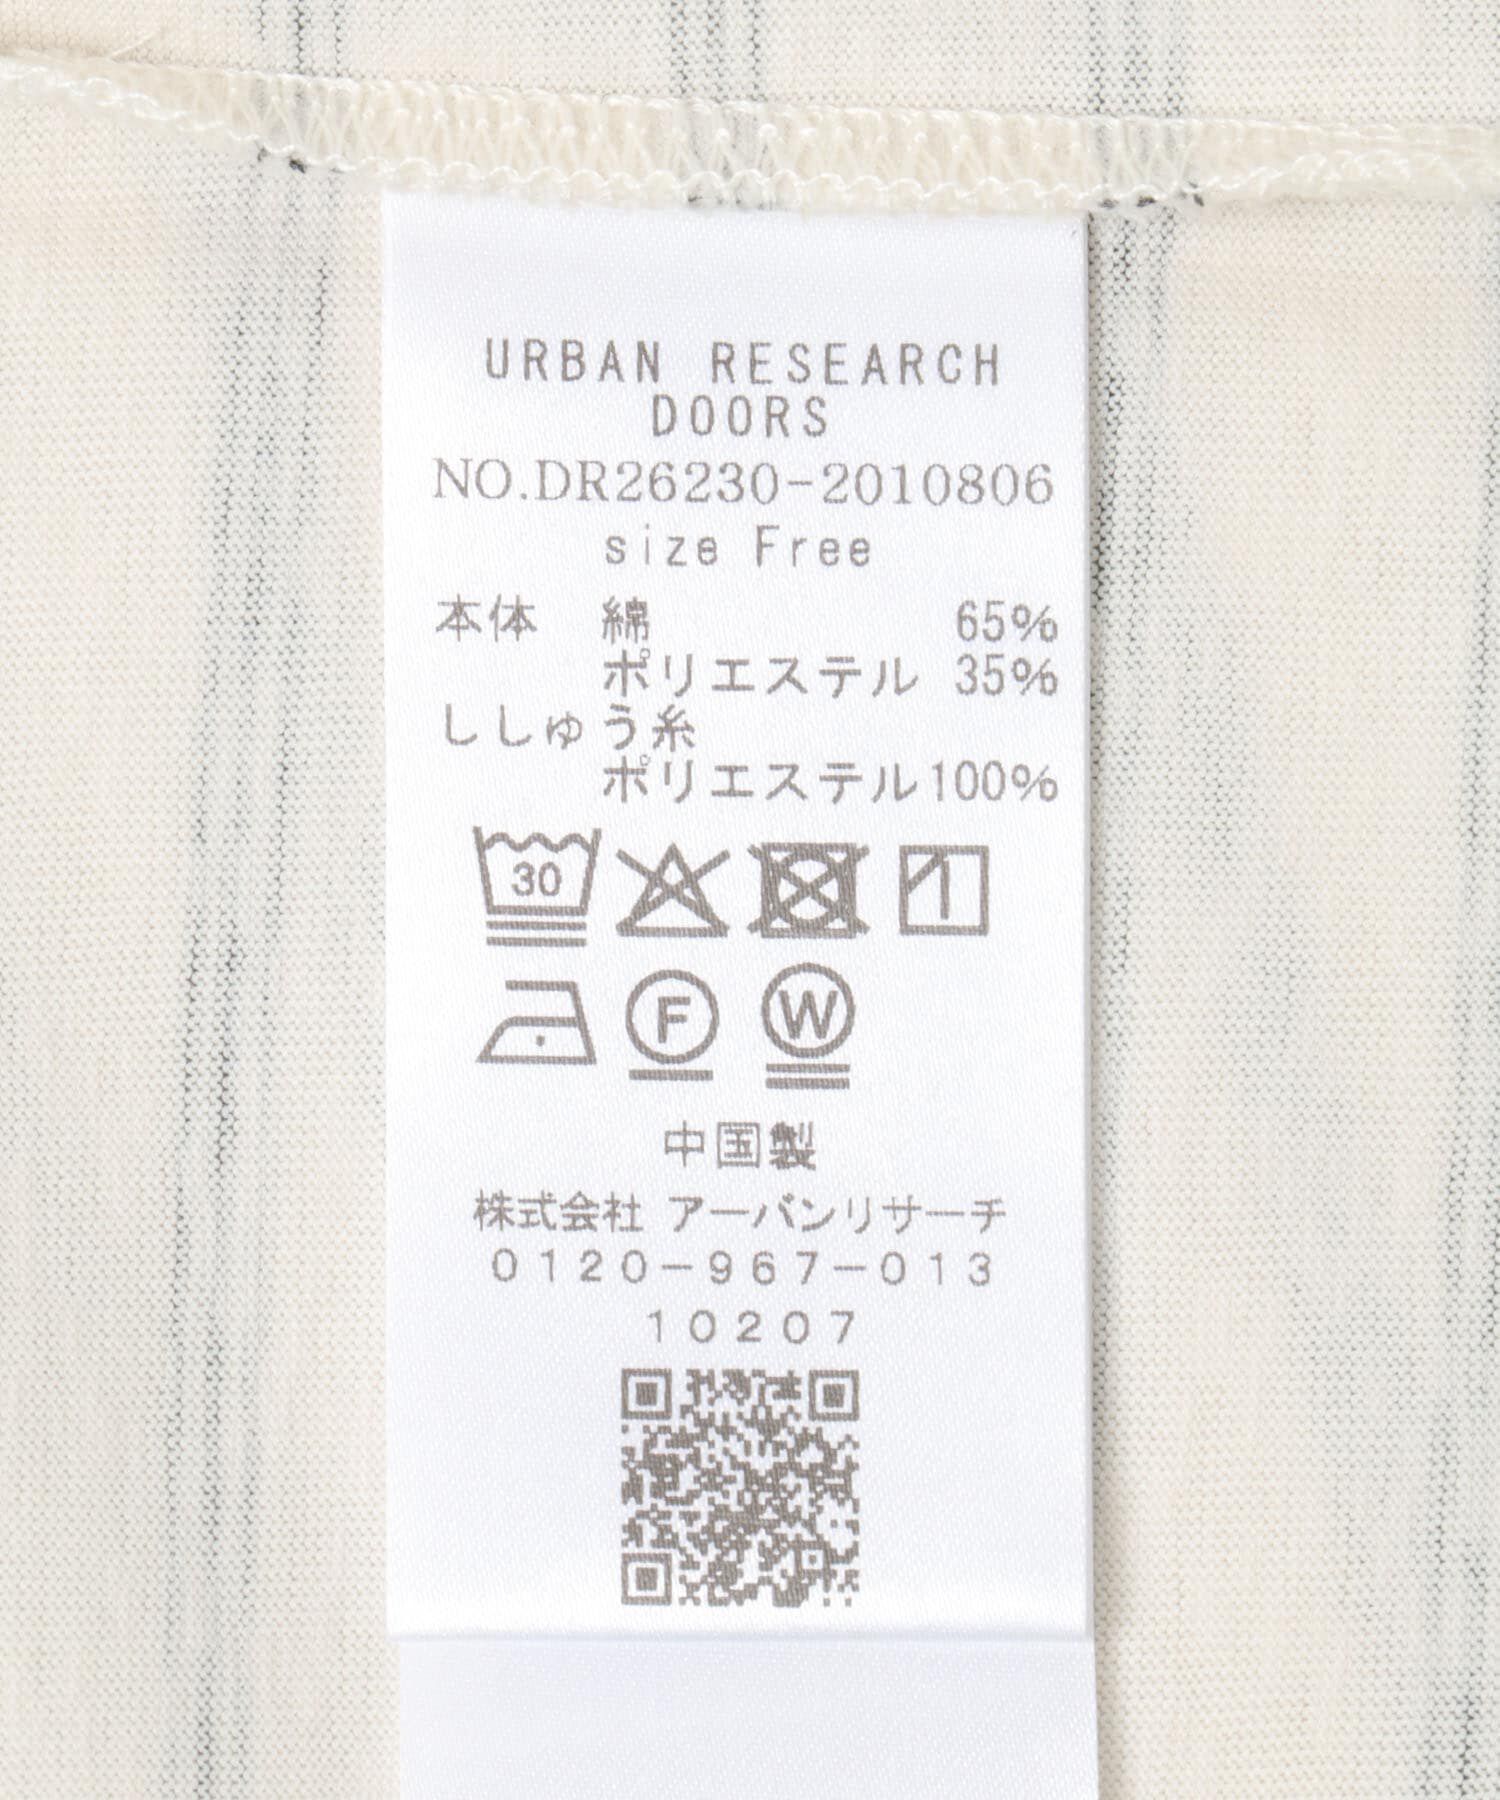 URBAN RESEARCH
DOORS
NO.DR26230-2010806
size Free
本体 綿 65%
ポリエステル 35%
ししゅう糸
ポリエステル100%
30
F
W
中国製
株式会社 アーバンリサーチ
0120-967-013
10207